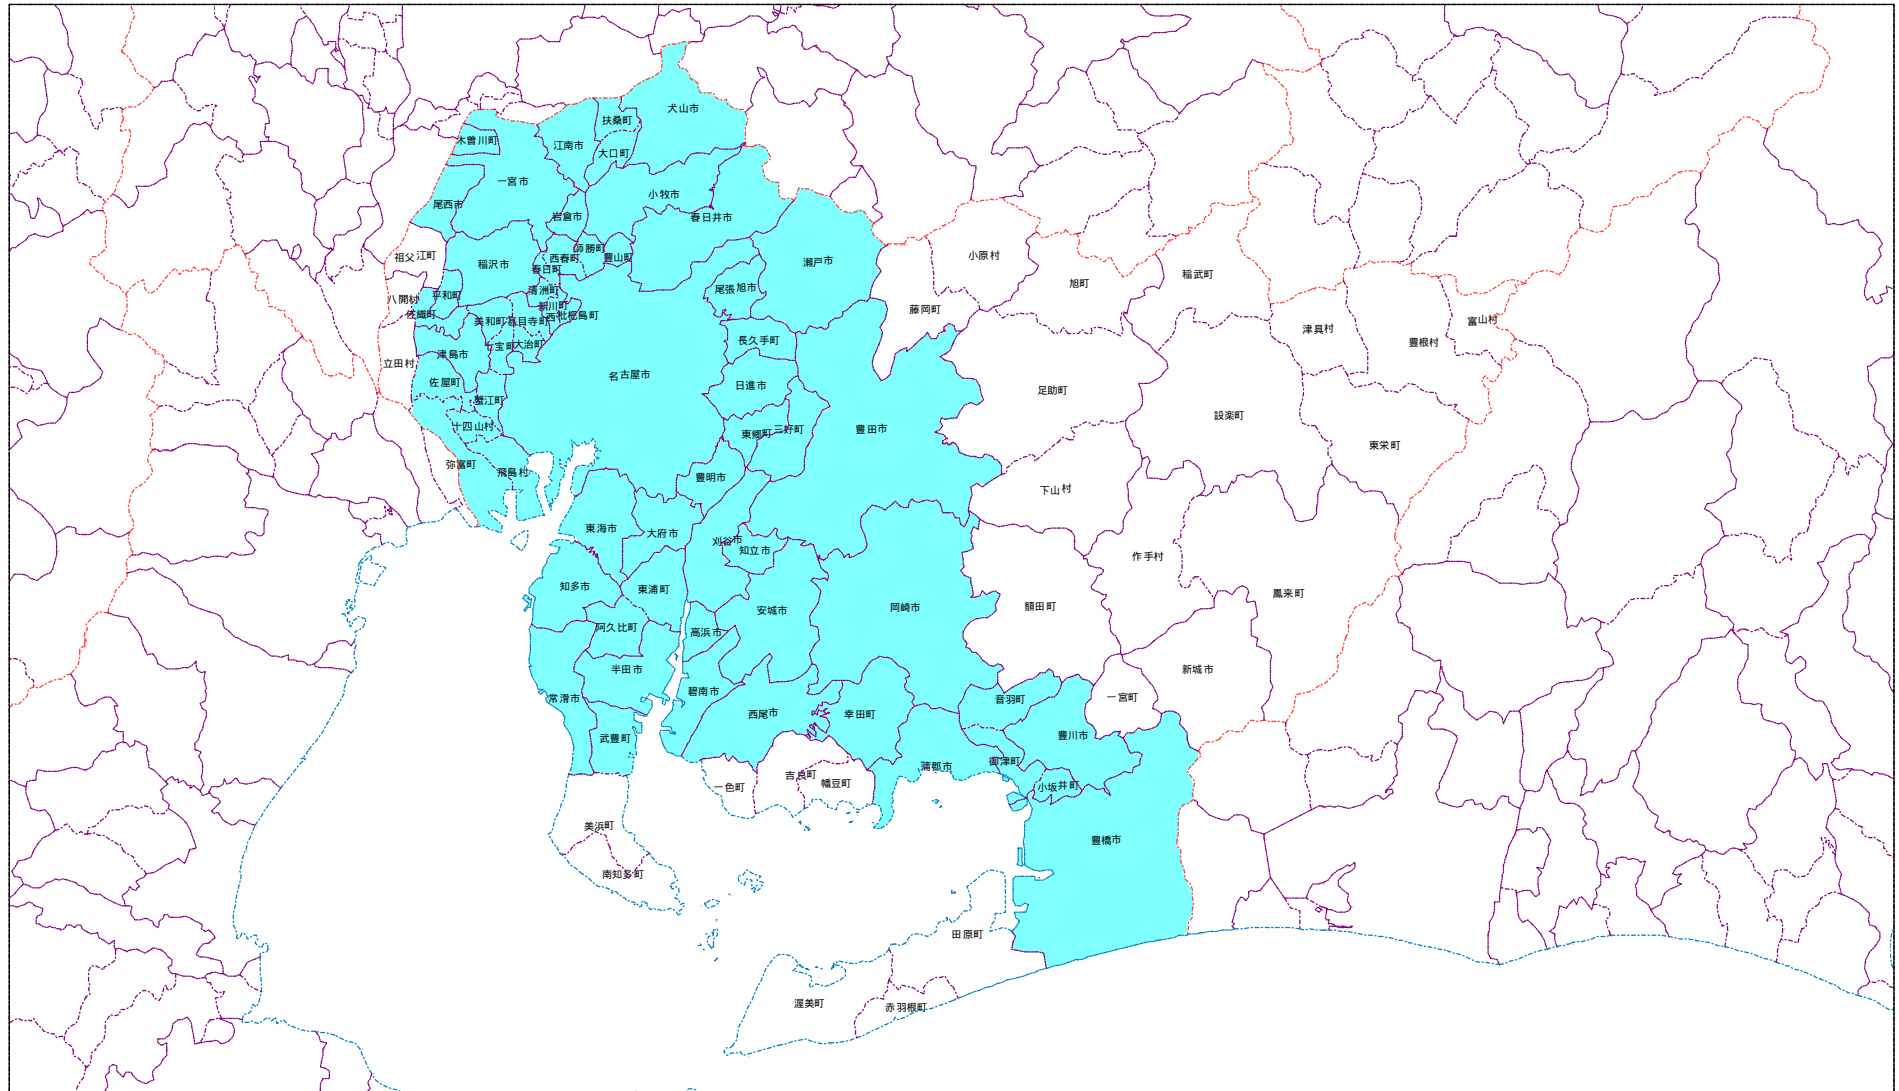 犬山市
扶桑町
木曽川町
江南市
大口町
一宮市
小牧市
尾西市
岩倉市
春日井市
師勝町
祖父江町
西春町
豊山町
小原村
稲沢市
春日町
瀬戸市
稲武町
旭町
清洲町
尾張旭市
平和町
八開村
新川町
藤岡町
佐織町
西枇杷島町
美和町
甚目寺町
富山村
津具村
長久手町
豊根村
七宝町
大治町
津島市
立田村
名古屋市
佐屋町
日進市
足助町
蟹江町
設楽町
十四山村
東郷町
三好町
豊田市
東栄町
弥富町
飛島村
豊明市
下山村
東海市
大府市
刈谷市
知立市
作手村
知多市
東浦町
鳳来町
安城市
岡崎市
額田町
阿久比町
高浜市
半田市
新城市
碧南市
常滑市
音羽町
一宮町
西尾市
幸田町
武豊町
豊川市
御津町
蒲郡市
吉良町
幡豆町
一色町
小坂井町
美浜町
豊橋市
南知多町
田原町
渥美町
赤羽根町